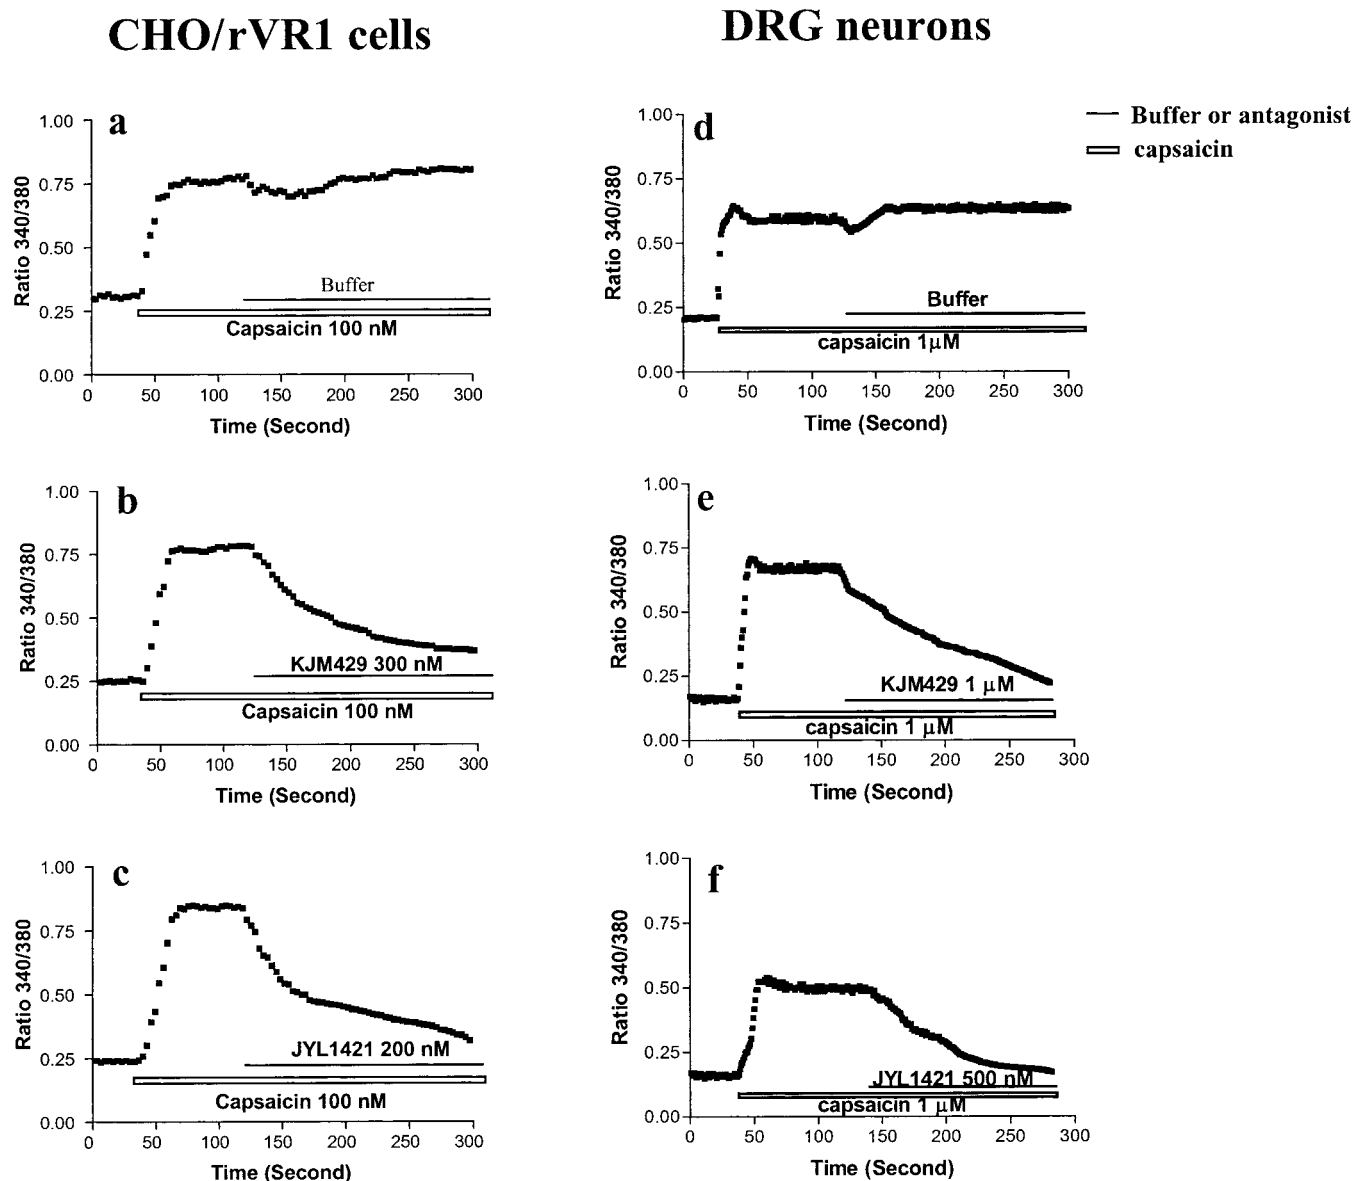 CHO/rVR1 cells
DRG neurons
a
1.00
0.75
0.50
0.25
0.00
Ratio 340/380
Buffer
Capsaicin 100 nM
0 50 100 150 200 250 300
Time (Second)
d
1.00
0.75
0.50
0.25
0.00
Ratio 340/380
Buffer
capsaicin 1μM
0 50 100 150 200 250 300
Time (Second)
Buffer or antagonist
capsaicin
b
1.00
0.75
0.50
0.25
0.00
Ratio 340/380
KJM429 300 nM
Capsaicin 100 nM
0 50 100 150 200 250 300
Time (Second)
e
1.00
0.75
0.50
0.25
0.00
Ratio 340/380
KJM429 1 μM
capsaicin 1 μM
0 50 100 150 200 250 300
Time (Second)
c
1.00
0.75
0.50
0.25
0.00
Ratio 340/380
JYL1421 200 nM
Capsaicin 100 nM
0 50 100 150 200 250 300
Time (Second)
f
1.00
0.75
0.50
0.25
0.00
Ratio 340/380
JYL1421 500 nM
capsaicin 1 μM
0 50 100 150 200 250 300
Time (Second)